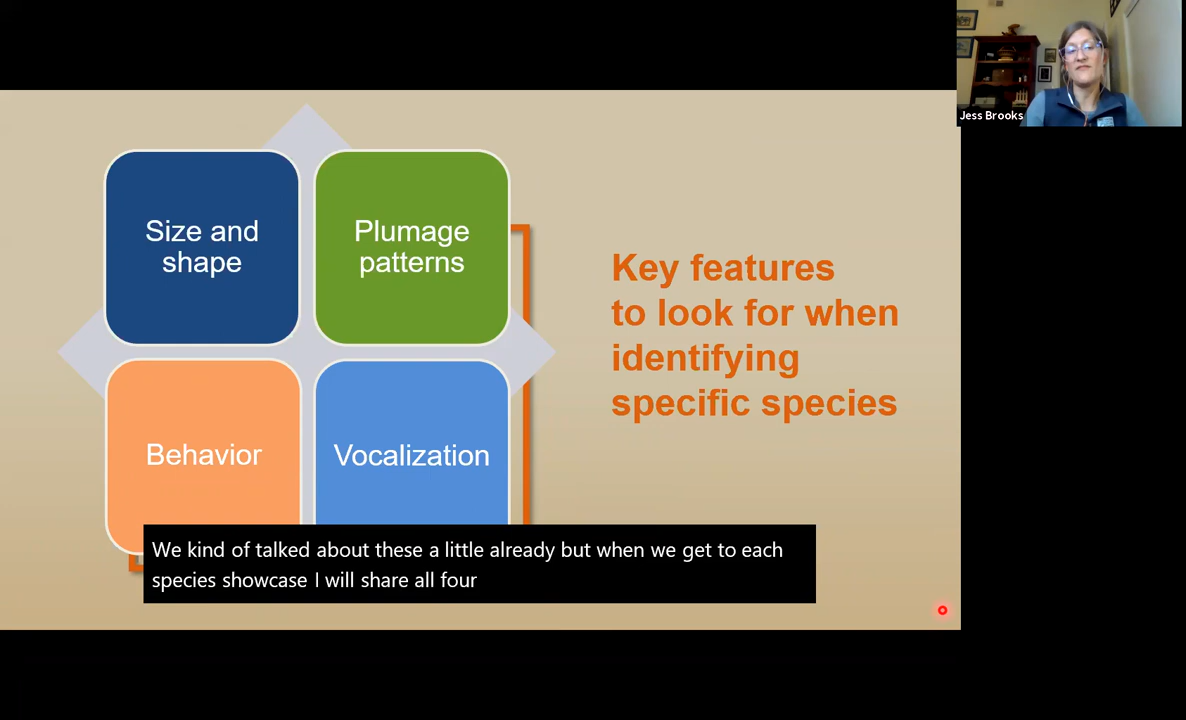 Jess Brooks
Size and
shape
Plumage
patterns
Key features
to look for when
identifying
specific species
Behavior
Vocalization
We kind of talked about these a little already but when we get to each
species showcase I will share all four